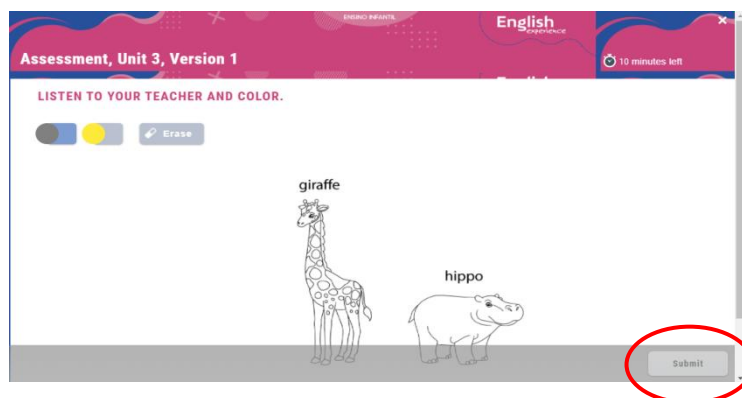 ENSINO INFANTIL
English
experience
Assessment, Unit 3, Version 1
10 minutes left
LISTEN TO YOUR TEACHER AND COLOR.
Erase
giraffe
hippo
Submit